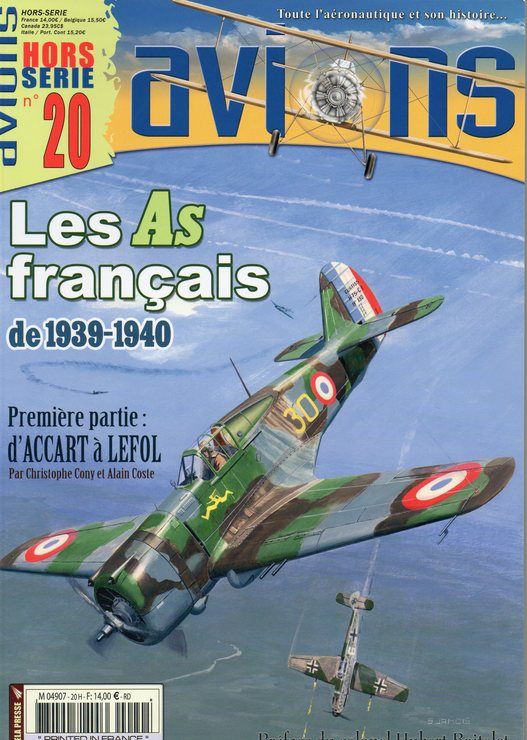 HORS-SERIE
France 14.00€ / Belgique 15,50€
Canada 23,95C$
Italie / Port. Cont 15,20€
HORS
SERIE
n° 20
avions
Toute l'aéronautique et son histoire...
avions
Les As
français
de 1939-1940
Première partie :
d'ACCART à LEFOL
Par Christophe Cony et Alain Coste
30
M 04907 - 20 H - F: 14,00 € - RD
"PRINTED IN FRANCE"